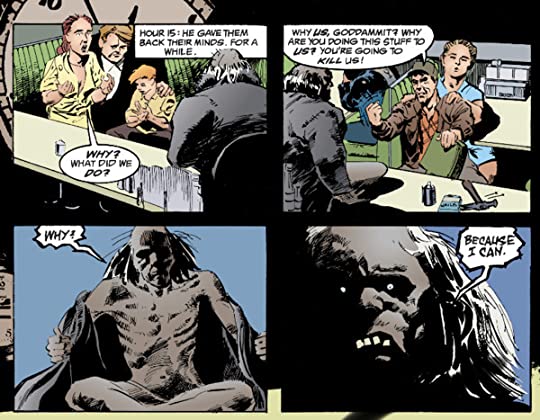 HOUR 15: HE GAVE THEM
BACK THEIR MINDS. FOR A
WHILE.
WHY?
WHAT DID WE
DO?
WHY US, GODDAMMIT? WHY
ARE YOU DOING THIS STUFF TO
US? YOU'RE GOING TO
KILL US!
WHY?
BECAUSE
I CAN.